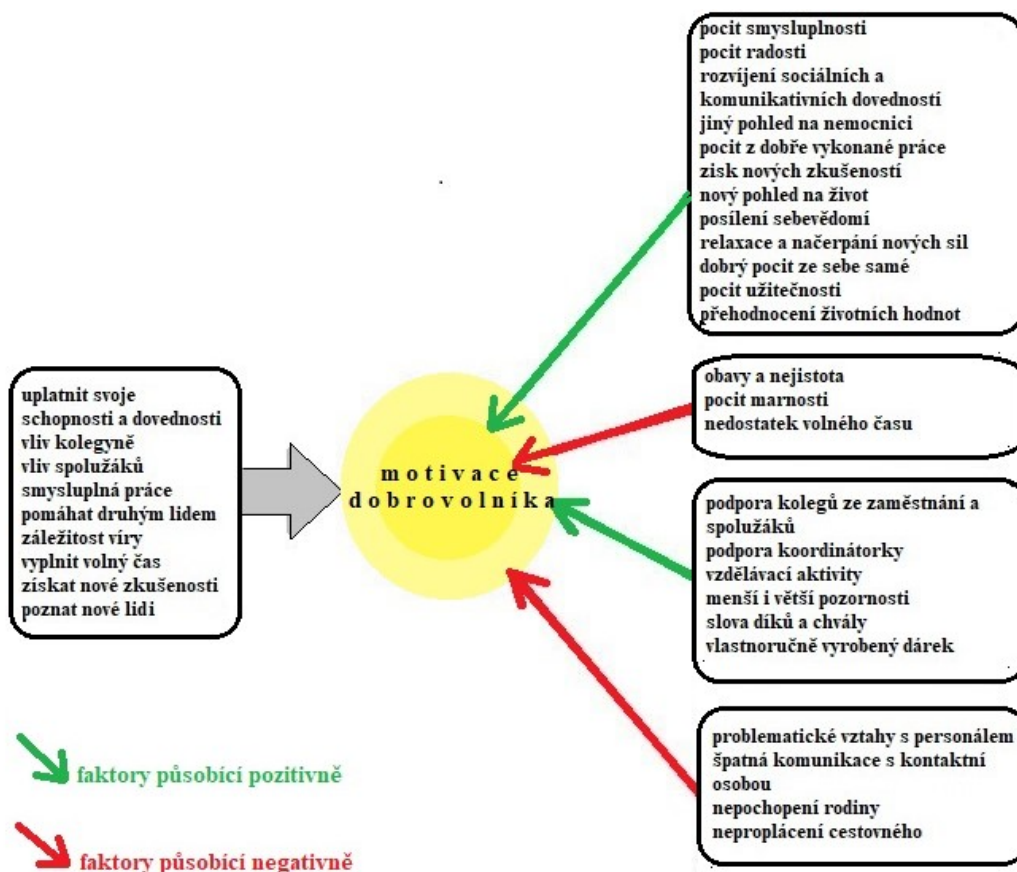 pocit smysluplnosti
pocit radosti
rozvíjení sociálních a
komunikativních dovedností
jiný pohled na nemocnici
pocit z dobře vykonané práce
zisk nových zkušeností
nový pohled na život
posílení sebevědomí
relaxace a načerpání nových sil
dobrý pocit ze sebe samé
pocit užitečnosti
přehodnocení životních hodnot
obavy a nejistota
pocit marnosti
nedostatek volného času
uplatnit svoje
schopnosti a dovednosti
vliv kolegyně
vliv spolužáků
smysluplná práce
pomáhat druhým lidem
záležitost víry
vyplnit volný čas
získat nové zkušenosti
poznat nové lidi
motivace
dobrovolníka
podpora kolegů ze zaměstnání a
spolužáků
podpora koordinátorky
vzdělávací aktivity
menší i větší pozornosti
slova díků a chvály
vlastnoručně vyrobený dárek
problematické vztahy s personálem
špatná komunikace s kontaktní
osobou
nepochopení rodiny
neproplácení cestovného
faktory působící pozitivně
faktory působící negativně